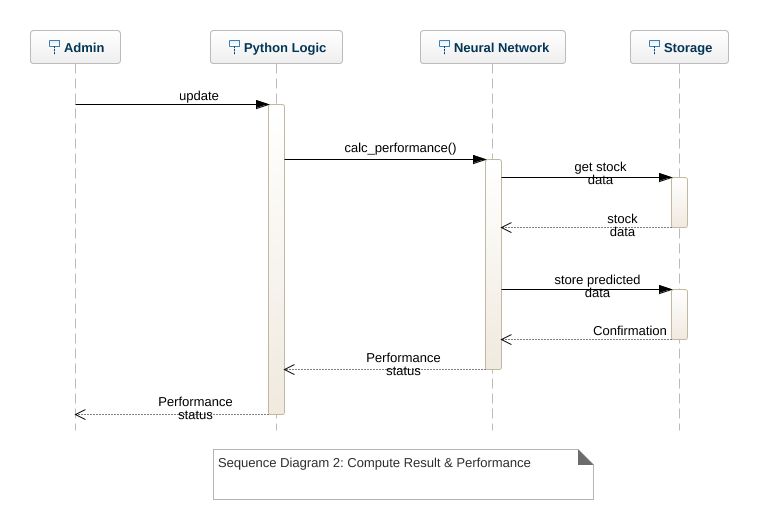 Admin
Python Logic
Neural Network
Storage
update
calc_performance()
get stock
data
stock
data
store predicted
data
Confirmation
Performance
status
Performance
status
Sequence Diagram 2: Compute Result & Performance